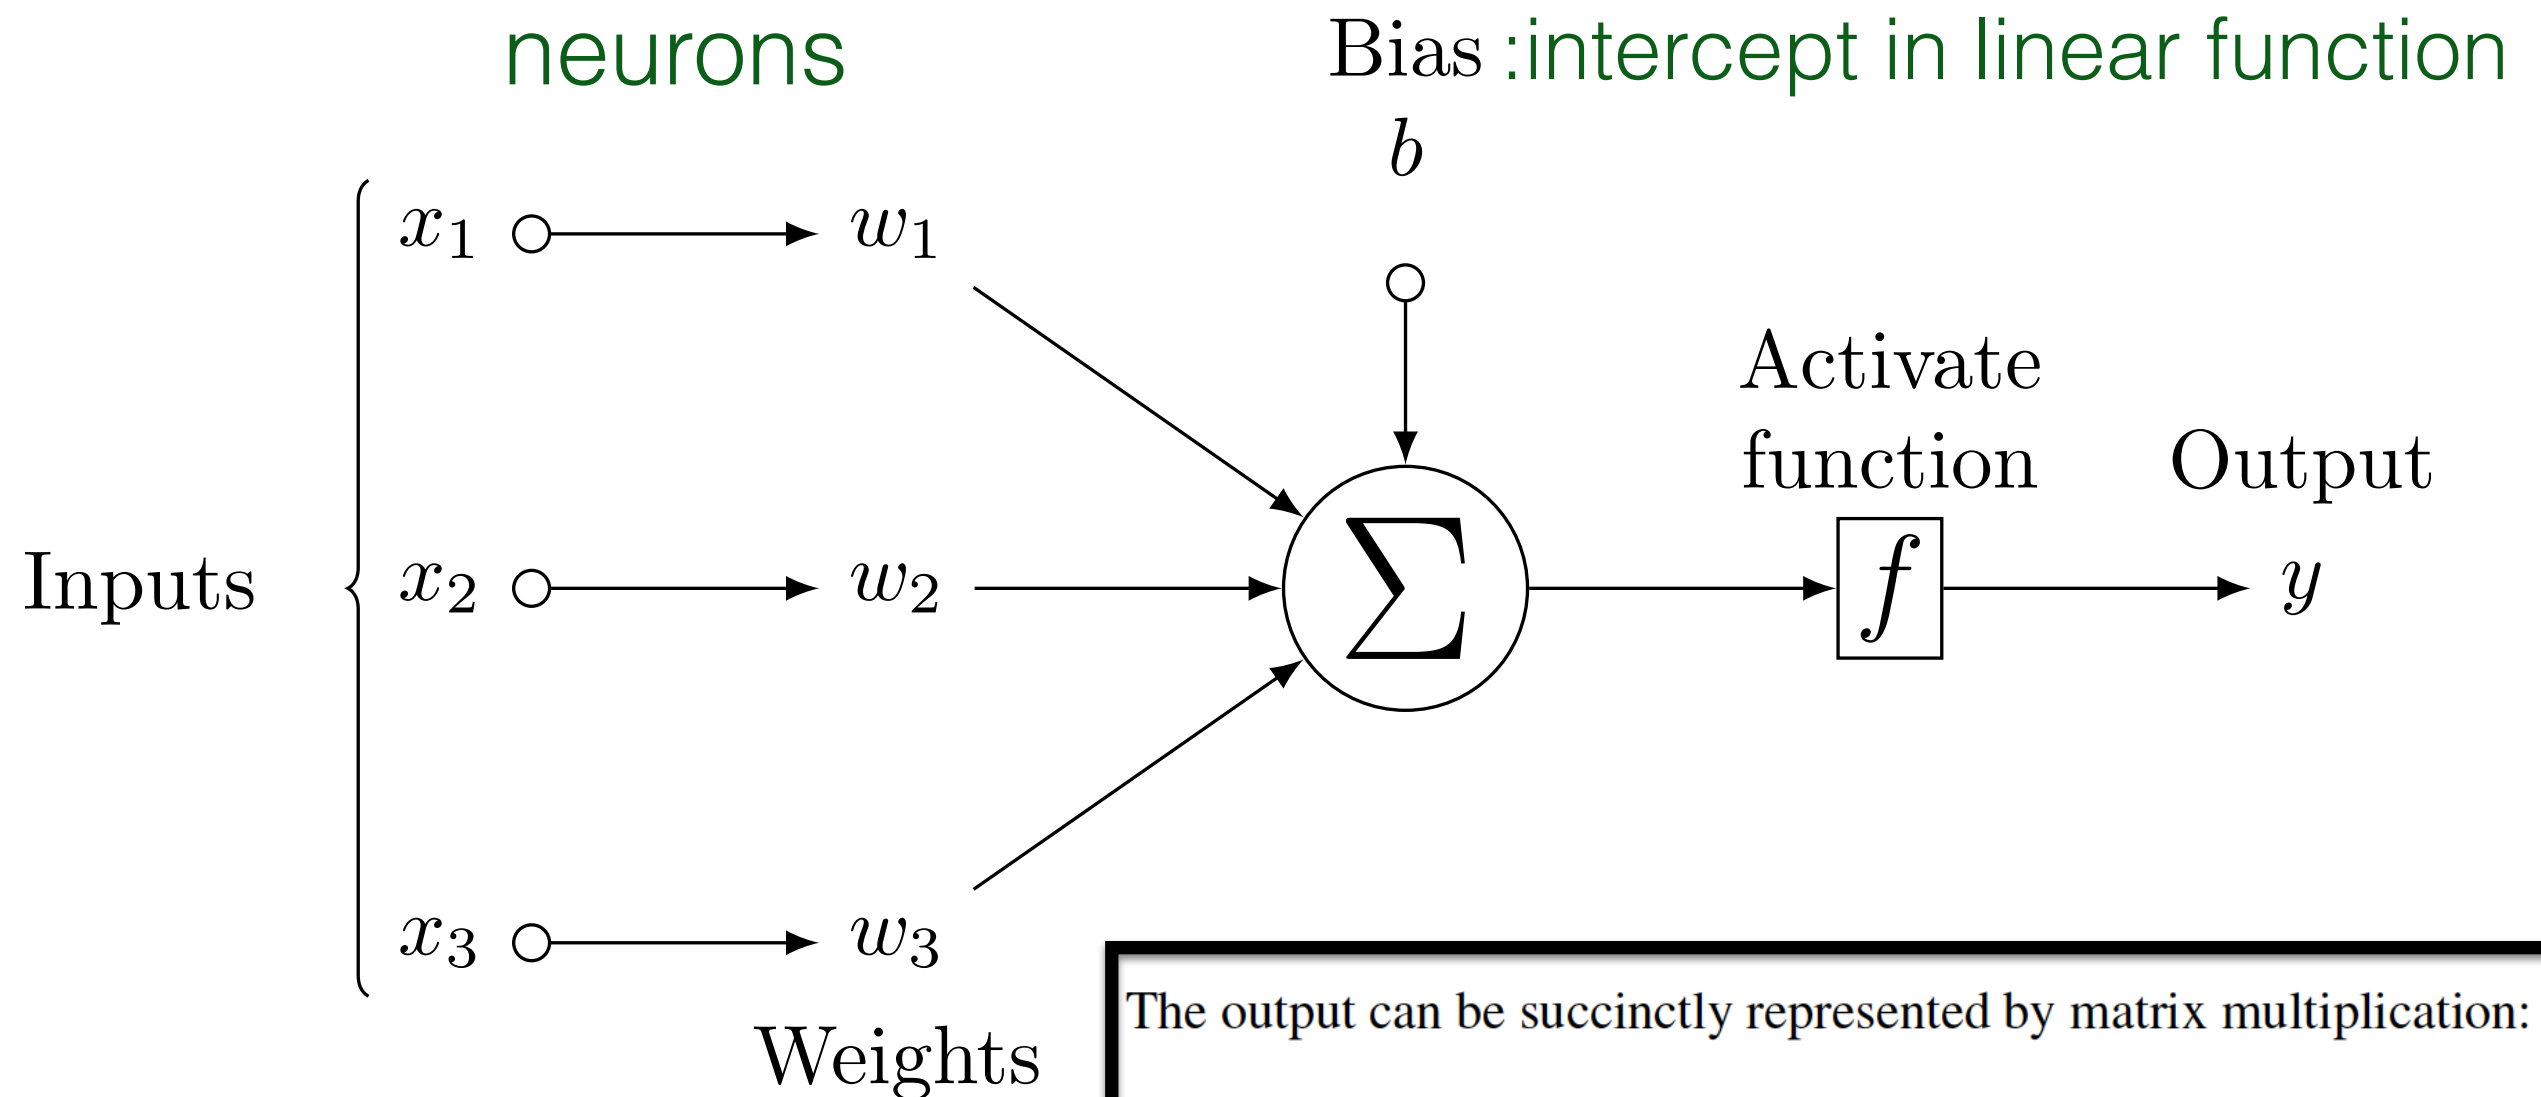 neurons
Bias :intercept in linear function
b
x₁ w₁
Activate
function
Output
Inputs x₂ w₂ Σ f y
x₃ w₃
Weights
The output can be succinctly represented by matrix multiplication: